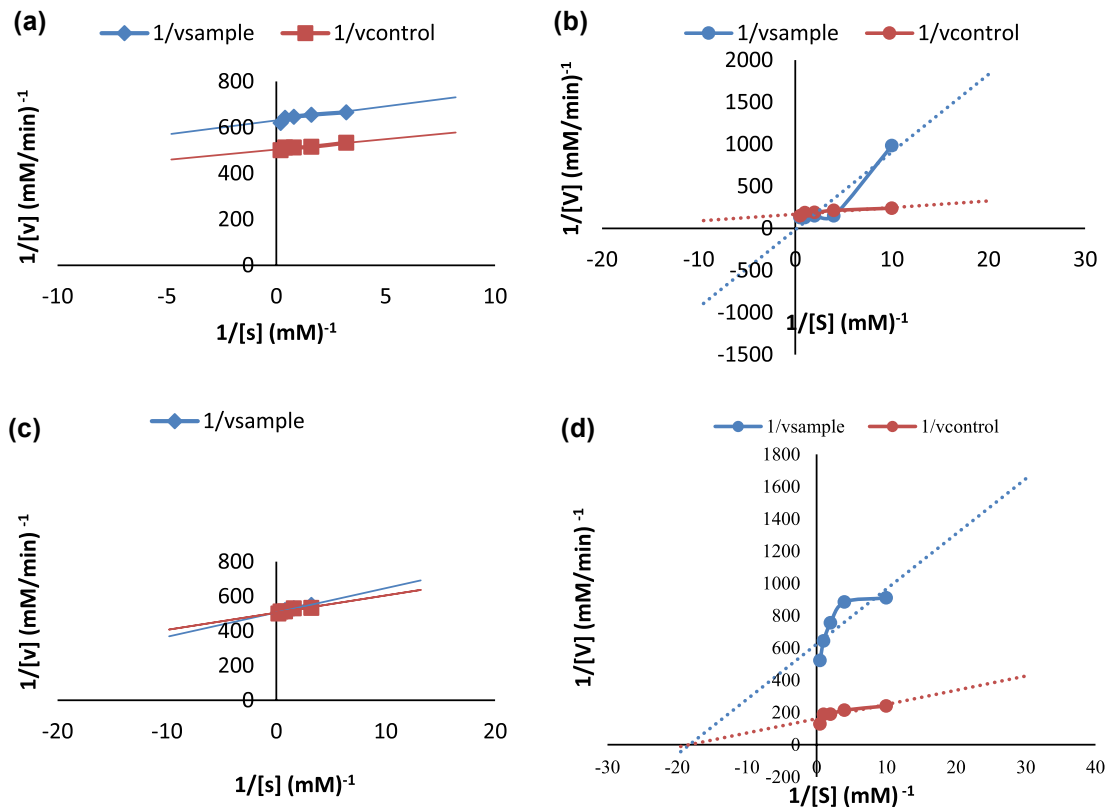 (a)
1/vsample 1/vcontrol
1/[v] (mM/min) -1
800
600
400
200
0
-10 -5 0 5 10
1/[s] (mM)-1
(b)
1/vsample 1/vcontrol
1/[V] (mM/min)-1
2000
1500
1000
500
0
-20 -10 0 10 20 30
-500
-1000
-1500
1/[S] (mM)-1
(c)
1/vsample
1/[v] (mM/min) -1
800
600
400
200
0
-20 -10 0 10 20
1/[s] (mM)-1
(d)
1/vsample 1/vcontrol
1/[V] (mM/min) -1
1800
1600
1400
1200
1000
800
600
400
200
0
-200
-30 -20 -10 0 10 20 30 40
1/[S] (mM) -1